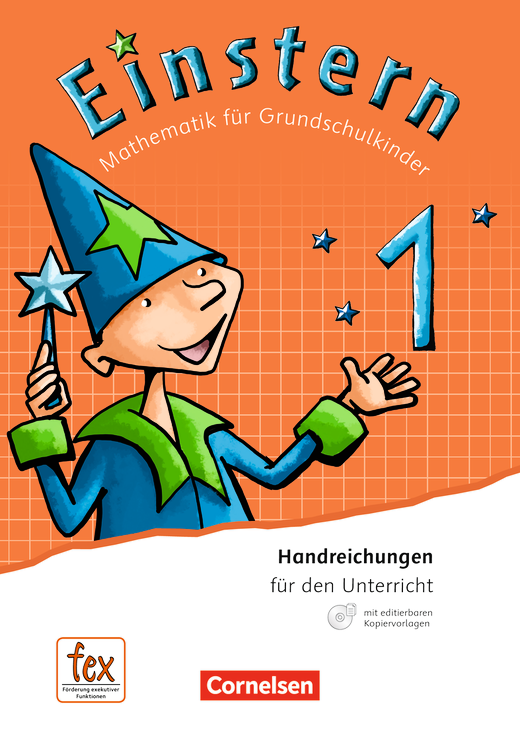 Einstern
Mathematik für Grundschulkinder
1
Handreichungen
für den Unterricht
mit editierbaren
Kopiervorlagen
fex
Förderung exekutiver
Funktionen
Cornelsen